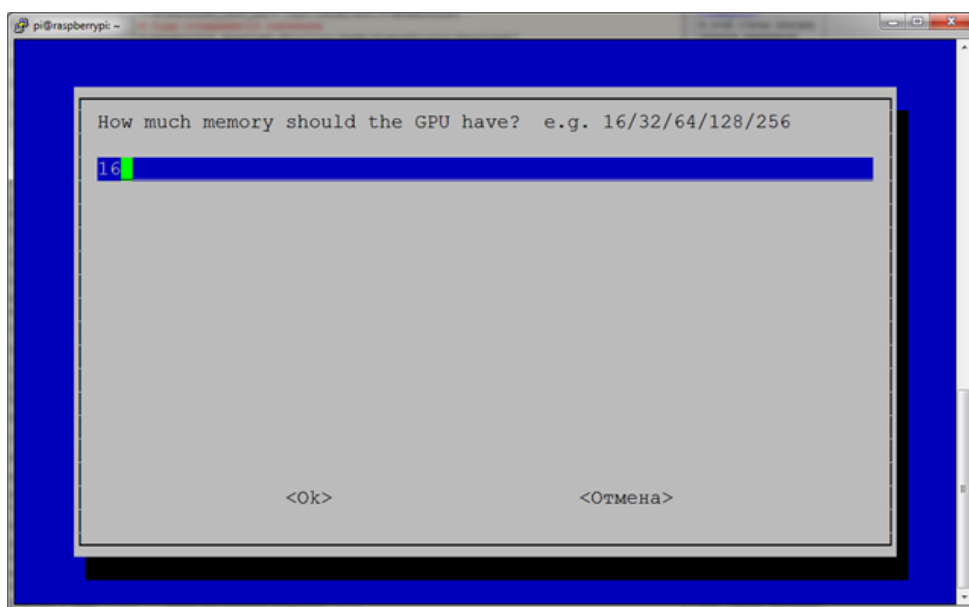 pi@raspberrypi: ~
How much memory should the GPU have? e.g. 16/32/64/128/256
16
<Ok> <Отмена>